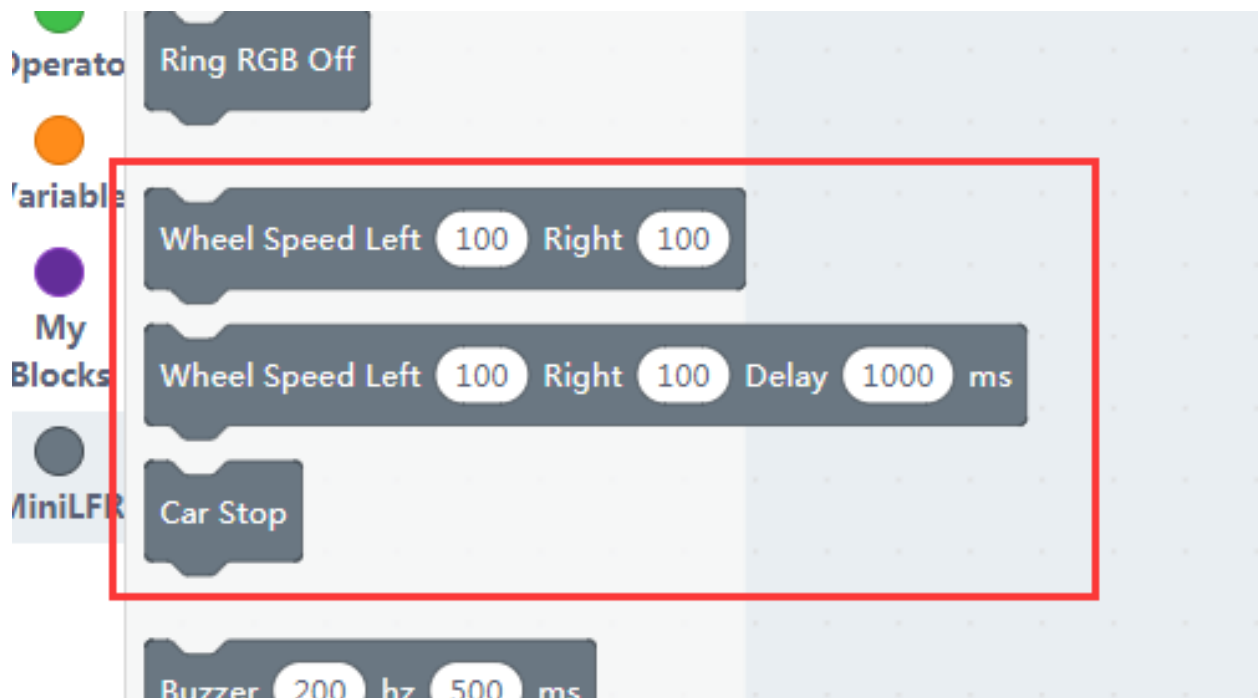 Operato
Variable
My
Blocks
MiniLFR
Ring RGB Off
Wheel Speed Left 100 Right 100
Wheel Speed Left 100 Right 100 Delay 1000 ms
Car Stop
Buzzer 200 hz 500 ms